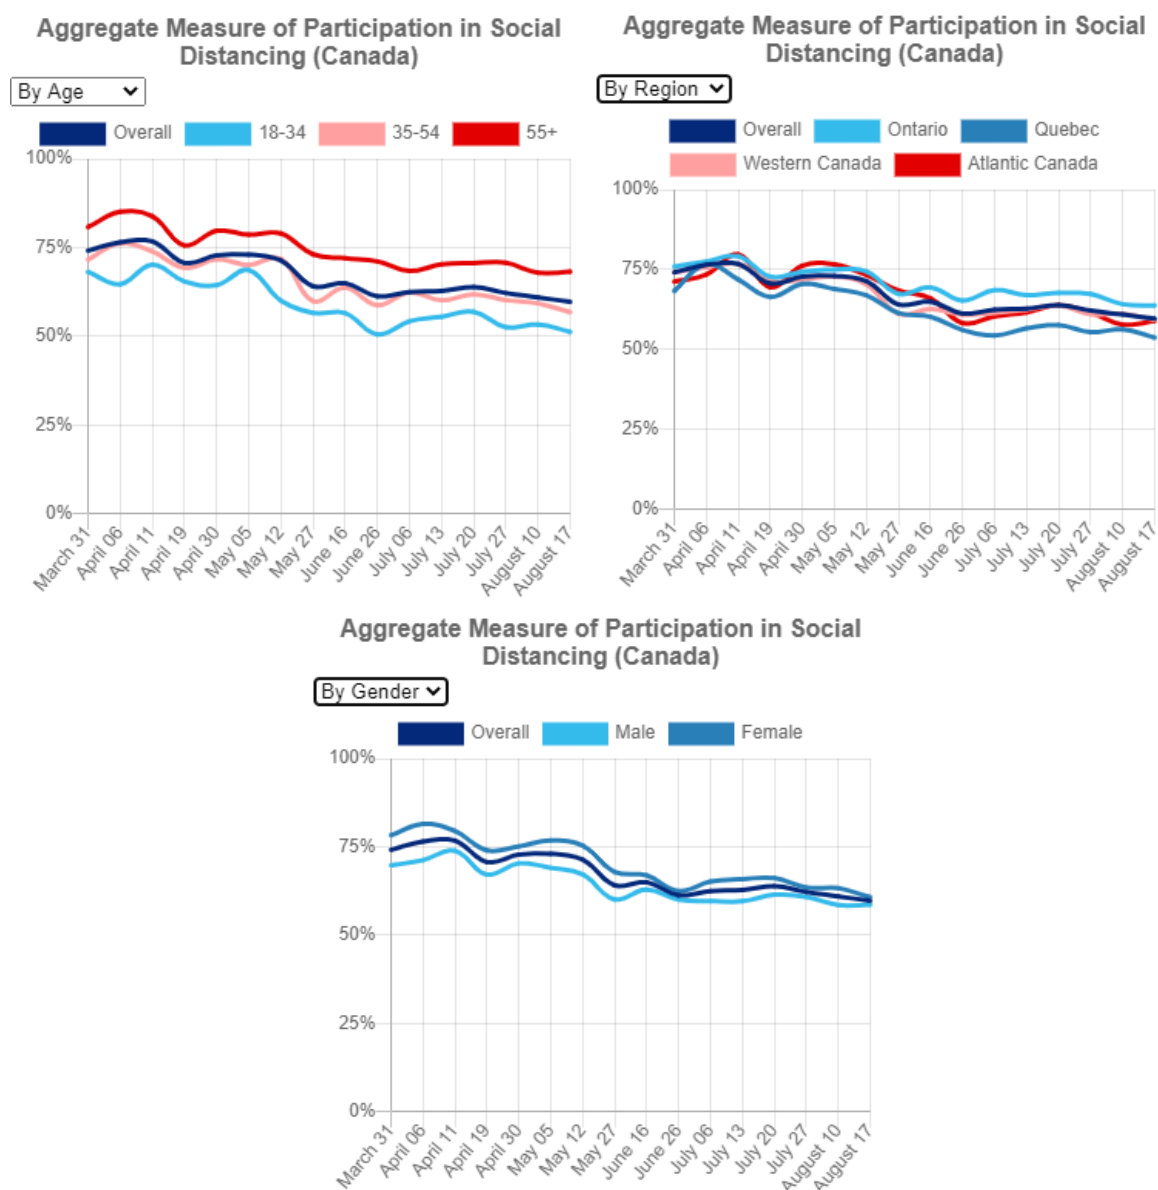 Aggregate Measure of Participation in Social
Distancing (Canada)
By Age
Overall 18-34 35-54 55+
100%
75%
50%
25%
0%
March 31 April 06 April 11 April 19 April 30 May 05 May 12 May 27 June 16 June 26 July 06 July 13 July 20 July 27 August 10 August 17
Aggregate Measure of Participation in Social
Distancing (Canada)
By Region
Overall Ontario Quebec
Western Canada Atlantic Canada
100%
75%
50%
25%
0%
March 31 April 06 April 11 April 19 April 30 May 05 May 12 May 27 June 16 June 26 July 06 July 13 July 20 July 27 August 10 August 17
Aggregate Measure of Participation in Social
Distancing (Canada)
By Gender
Overall Male Female
100%
75%
50%
25%
0%
March 31 April 06 April 11 April 19 April 30 May 05 May 12 May 27 June 16 June 26 July 06 July 13 July 20 July 27 August 10 August 17